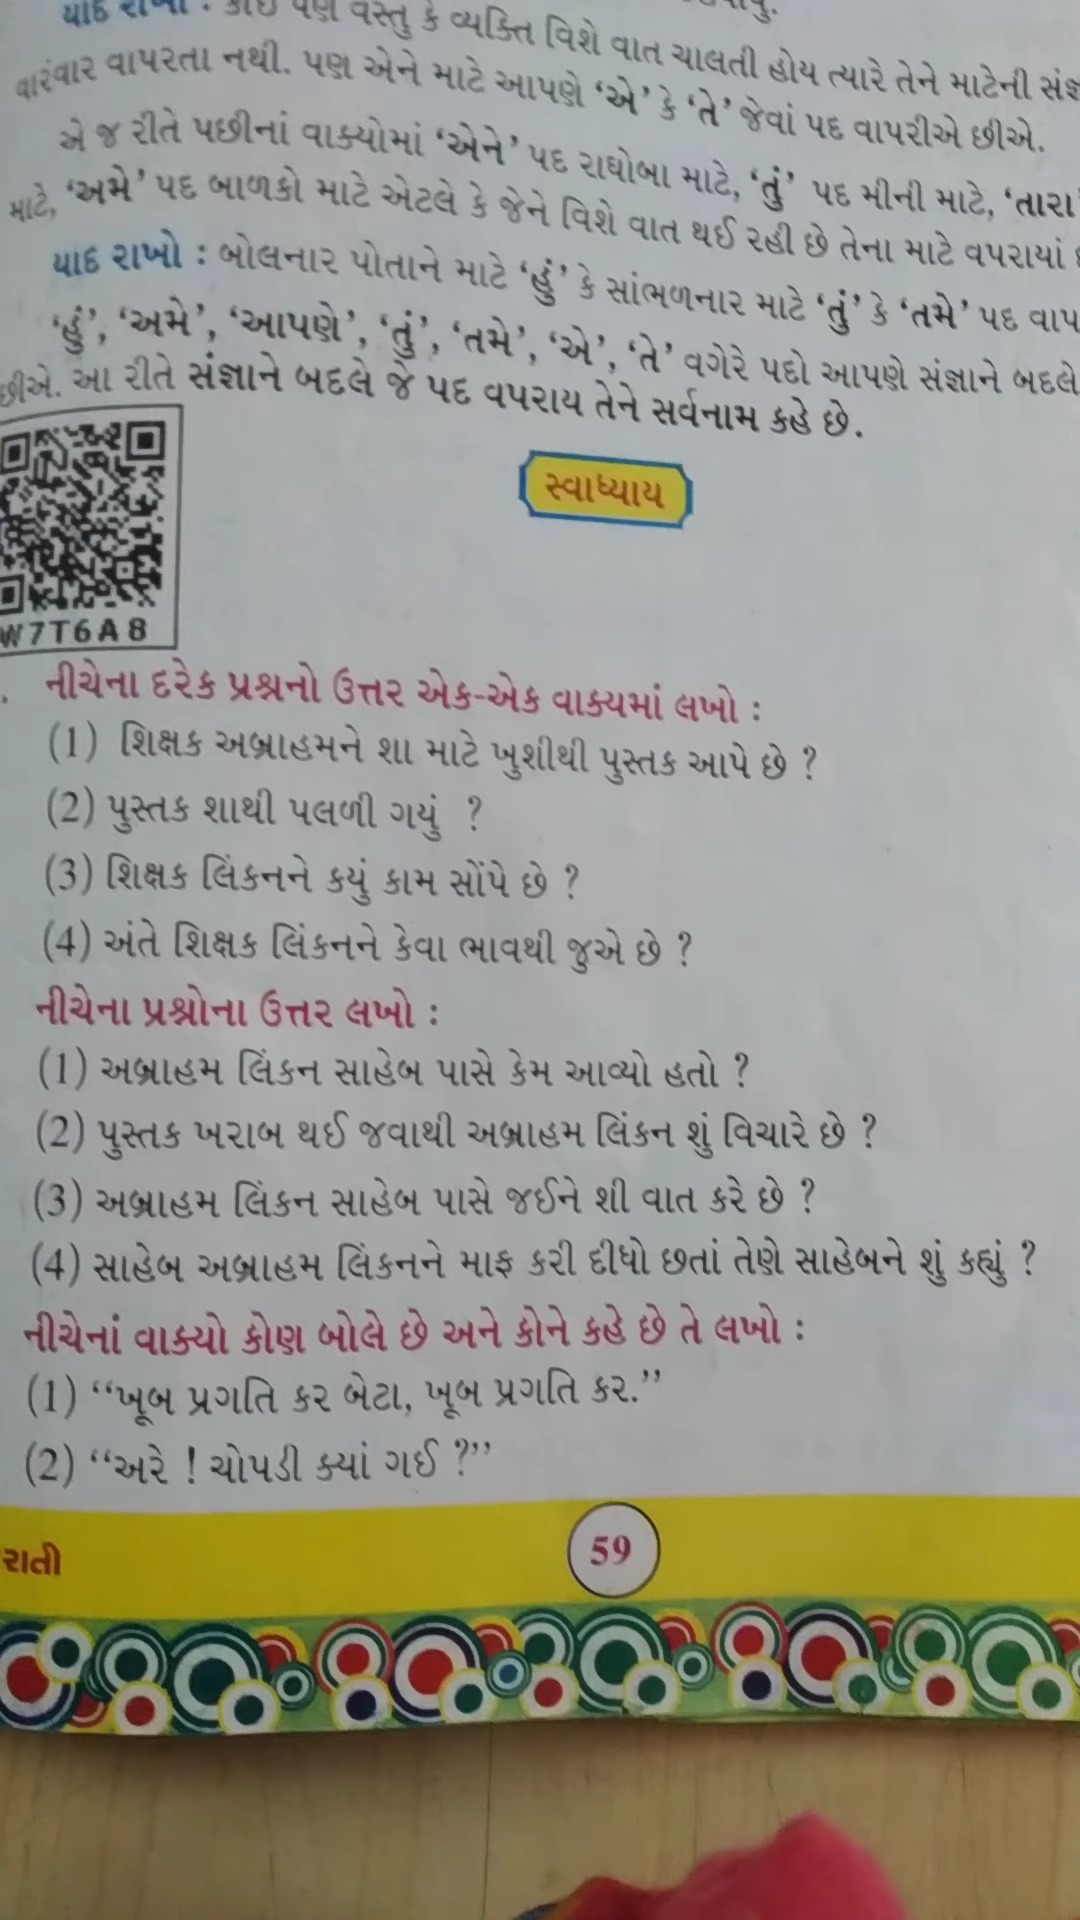 યાદ રાખો : કોઈ પણ વસ્તુ કે વ્યક્તિ વિશે વાત ચાલતી હોય ત્યારે તેને માટેની
વારંવાર વાપરતા નથી. પણ એને માટે આપણે ‘એ’ કે ‘તે’ જેવાં પદ વાપરીએ છીએ.
એ જ રીતે પછીનાં વાક્યોમાં ‘એને’ પદ રાઘોબા માટે, ‘તું’ પદ મીની માટે, ‘તારા’
માટે, ‘અમે’ પદ બાળકો માટે એટલે કે જેને વિશે વાત થઈ રહી છે તેના માટે વપરાયાં
યાદ રાખો : બોલનાર પોતાને માટે ‘હું’ કે સાંભળનાર માટે ‘તું’ કે ‘તમે’ પદ
‘હું’, ‘અમે’, ‘આપણે’, ‘તું’, ‘તમે’, ‘એ’, ‘તે’ વગેરે પદો આપણે સંજ્ઞાને બદલે
છીએ. આ રીતે સંજ્ઞાને બદલે જે પદ વપરાય તેને સર્વનામ કહે છે.
સ્વાધ્યાય
W7T6A8
નીચેના દરેક પ્રશ્નનો ઉત્તર એક-એક વાક્યમાં લખો :
(1) શિક્ષક અબ્રાહમને શા માટે ખુશીથી પુસ્તક આપે છે ?
(2) પુસ્તક શાથી પલળી ગયું ?
(3) શિક્ષક લિંકનને કયું કામ સોંપે છે ?
(4) અંતે શિક્ષક લિંકનને કેવા ભાવથી જુએ છે ?
નીચેના પ્રશ્નોના ઉત્તર લખો :
(1) અબ્રાહમ લિંકન સાહેબ પાસે કેમ આવ્યો હતો ?
(2) પુસ્તક ખરાબ થઈ જવાથી અબ્રાહમ લિંકન શું વિચારે છે ?
(3) અબ્રાહમ લિંકન સાહેબ પાસે જઈને શી વાત કરે છે ?
(4) સાહેબ અબ્રાહમ લિંકનને માફ કરી દીધો છતાં તેણે સાહેબને શું કહ્યું ?
નીચેનાં વાક્યો કોણ બોલે છે અને કોને કહે છે તે લખો :
(1) “ખૂબ પ્રગતિ કર બેટા, ખૂબ પ્રગતિ કર.”
(2) “અરે ! ચોપડી ક્યાં ગઈ ?”
રાતી
59